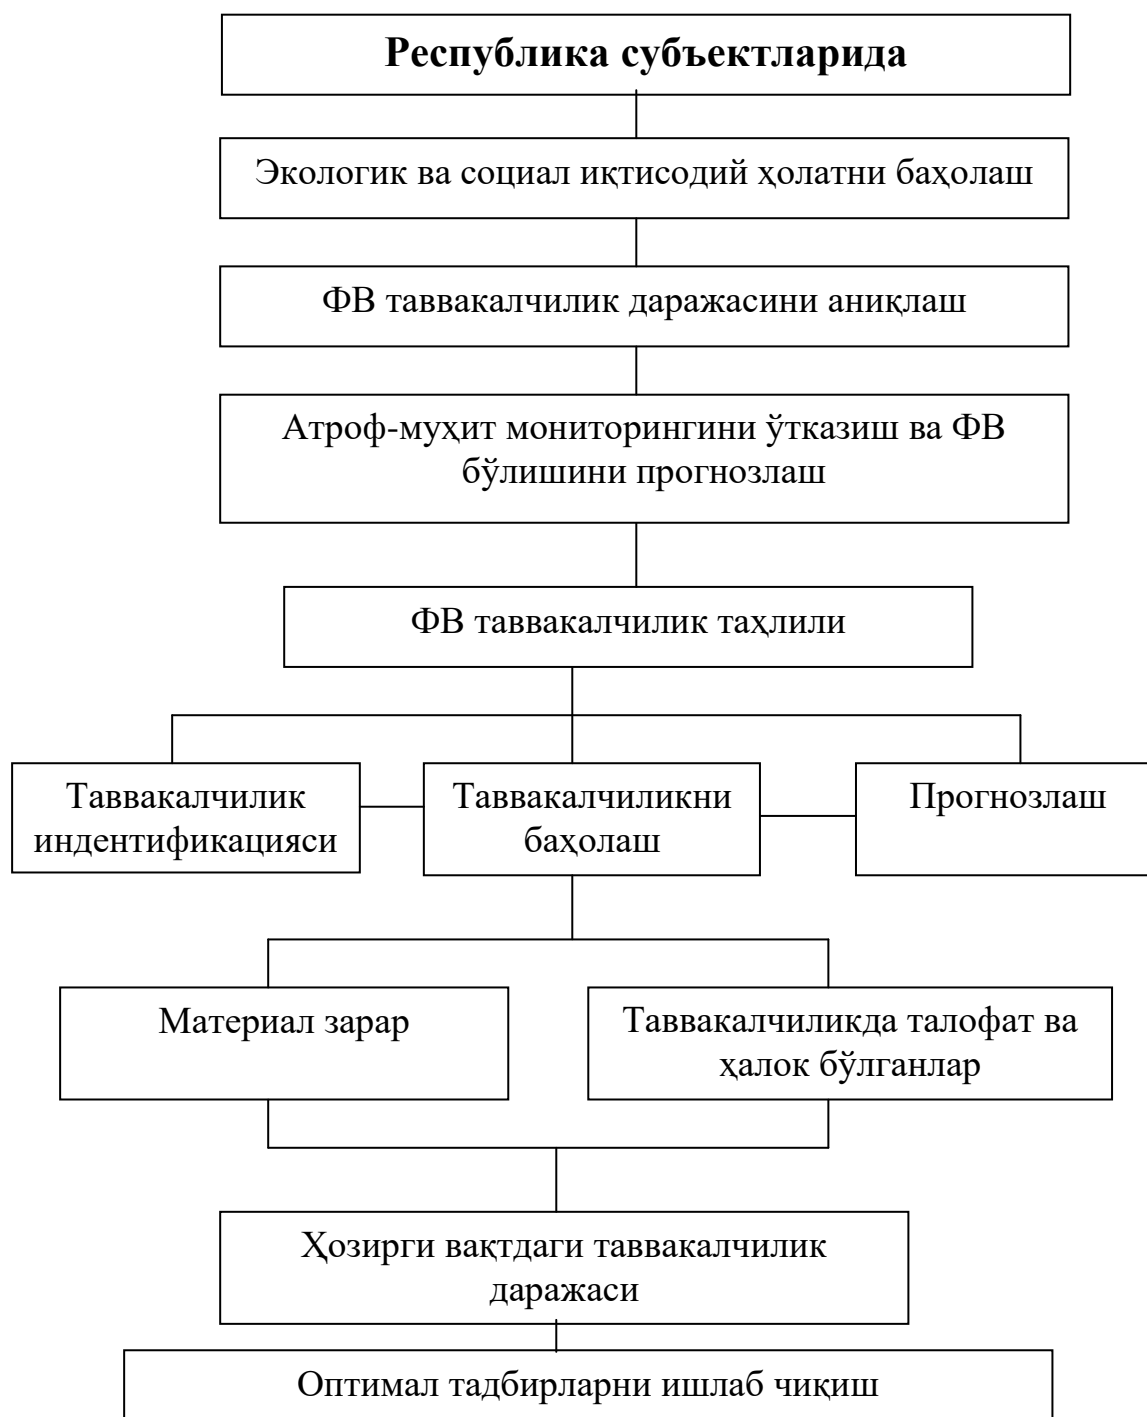 Республика субъектларида
Экологик ва социал иқтисодий ҳолатни баҳолаш
ФВ таввакалчилик даражасини аниқлаш
Атроф-муҳит мониторингини ўтказиш ва ФВ
бўлишини прогнозлаш
ФВ таввакалчилик таҳлили
Таввакалчилик
индентификацияси
Таввакалчиликни
баҳолаш
Прогнозлаш
Материал зарар
Таввакалчиликда талофат ва
ҳалок бўлганлар
Ҳозирги вақтдаги таввакалчилик
даражаси
Оптимал тадбирларни ишлаб чиқиш